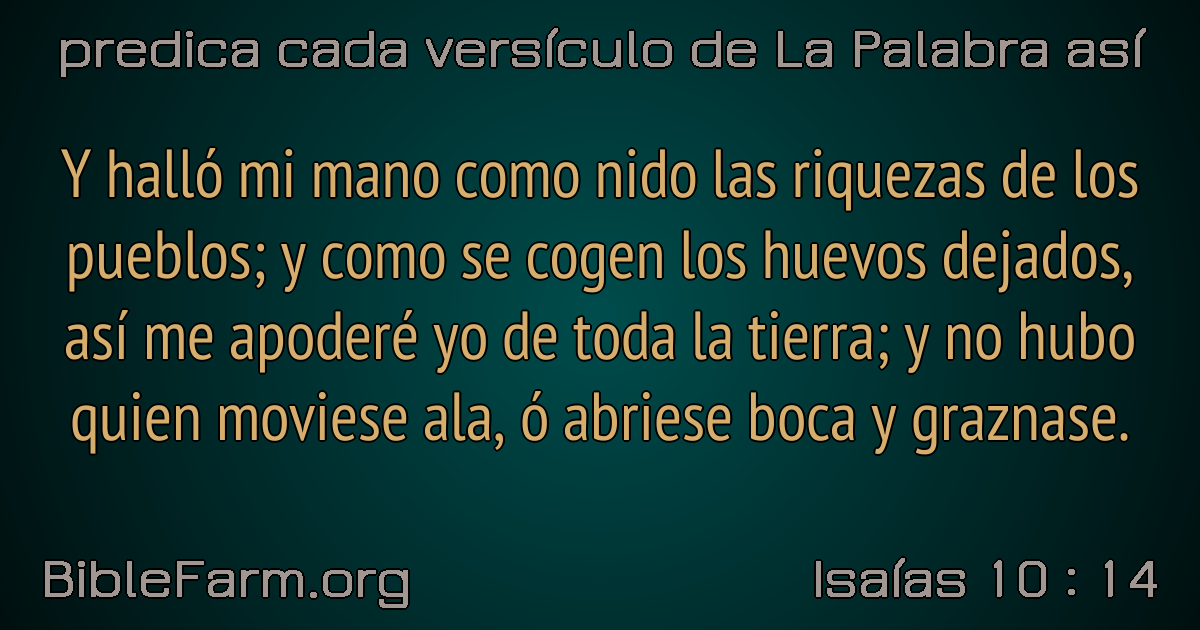 predica cada versículo de La Palabra así
Y halló mi mano como nido las riquezas de los
pueblos; y como se cogen los huevos dejados,
así me apoderé yo de toda la tierra; y no hubo
quien moviese ala, ó abriese boca y graznase.
BibleFarm.org
Isaías 10 : 14